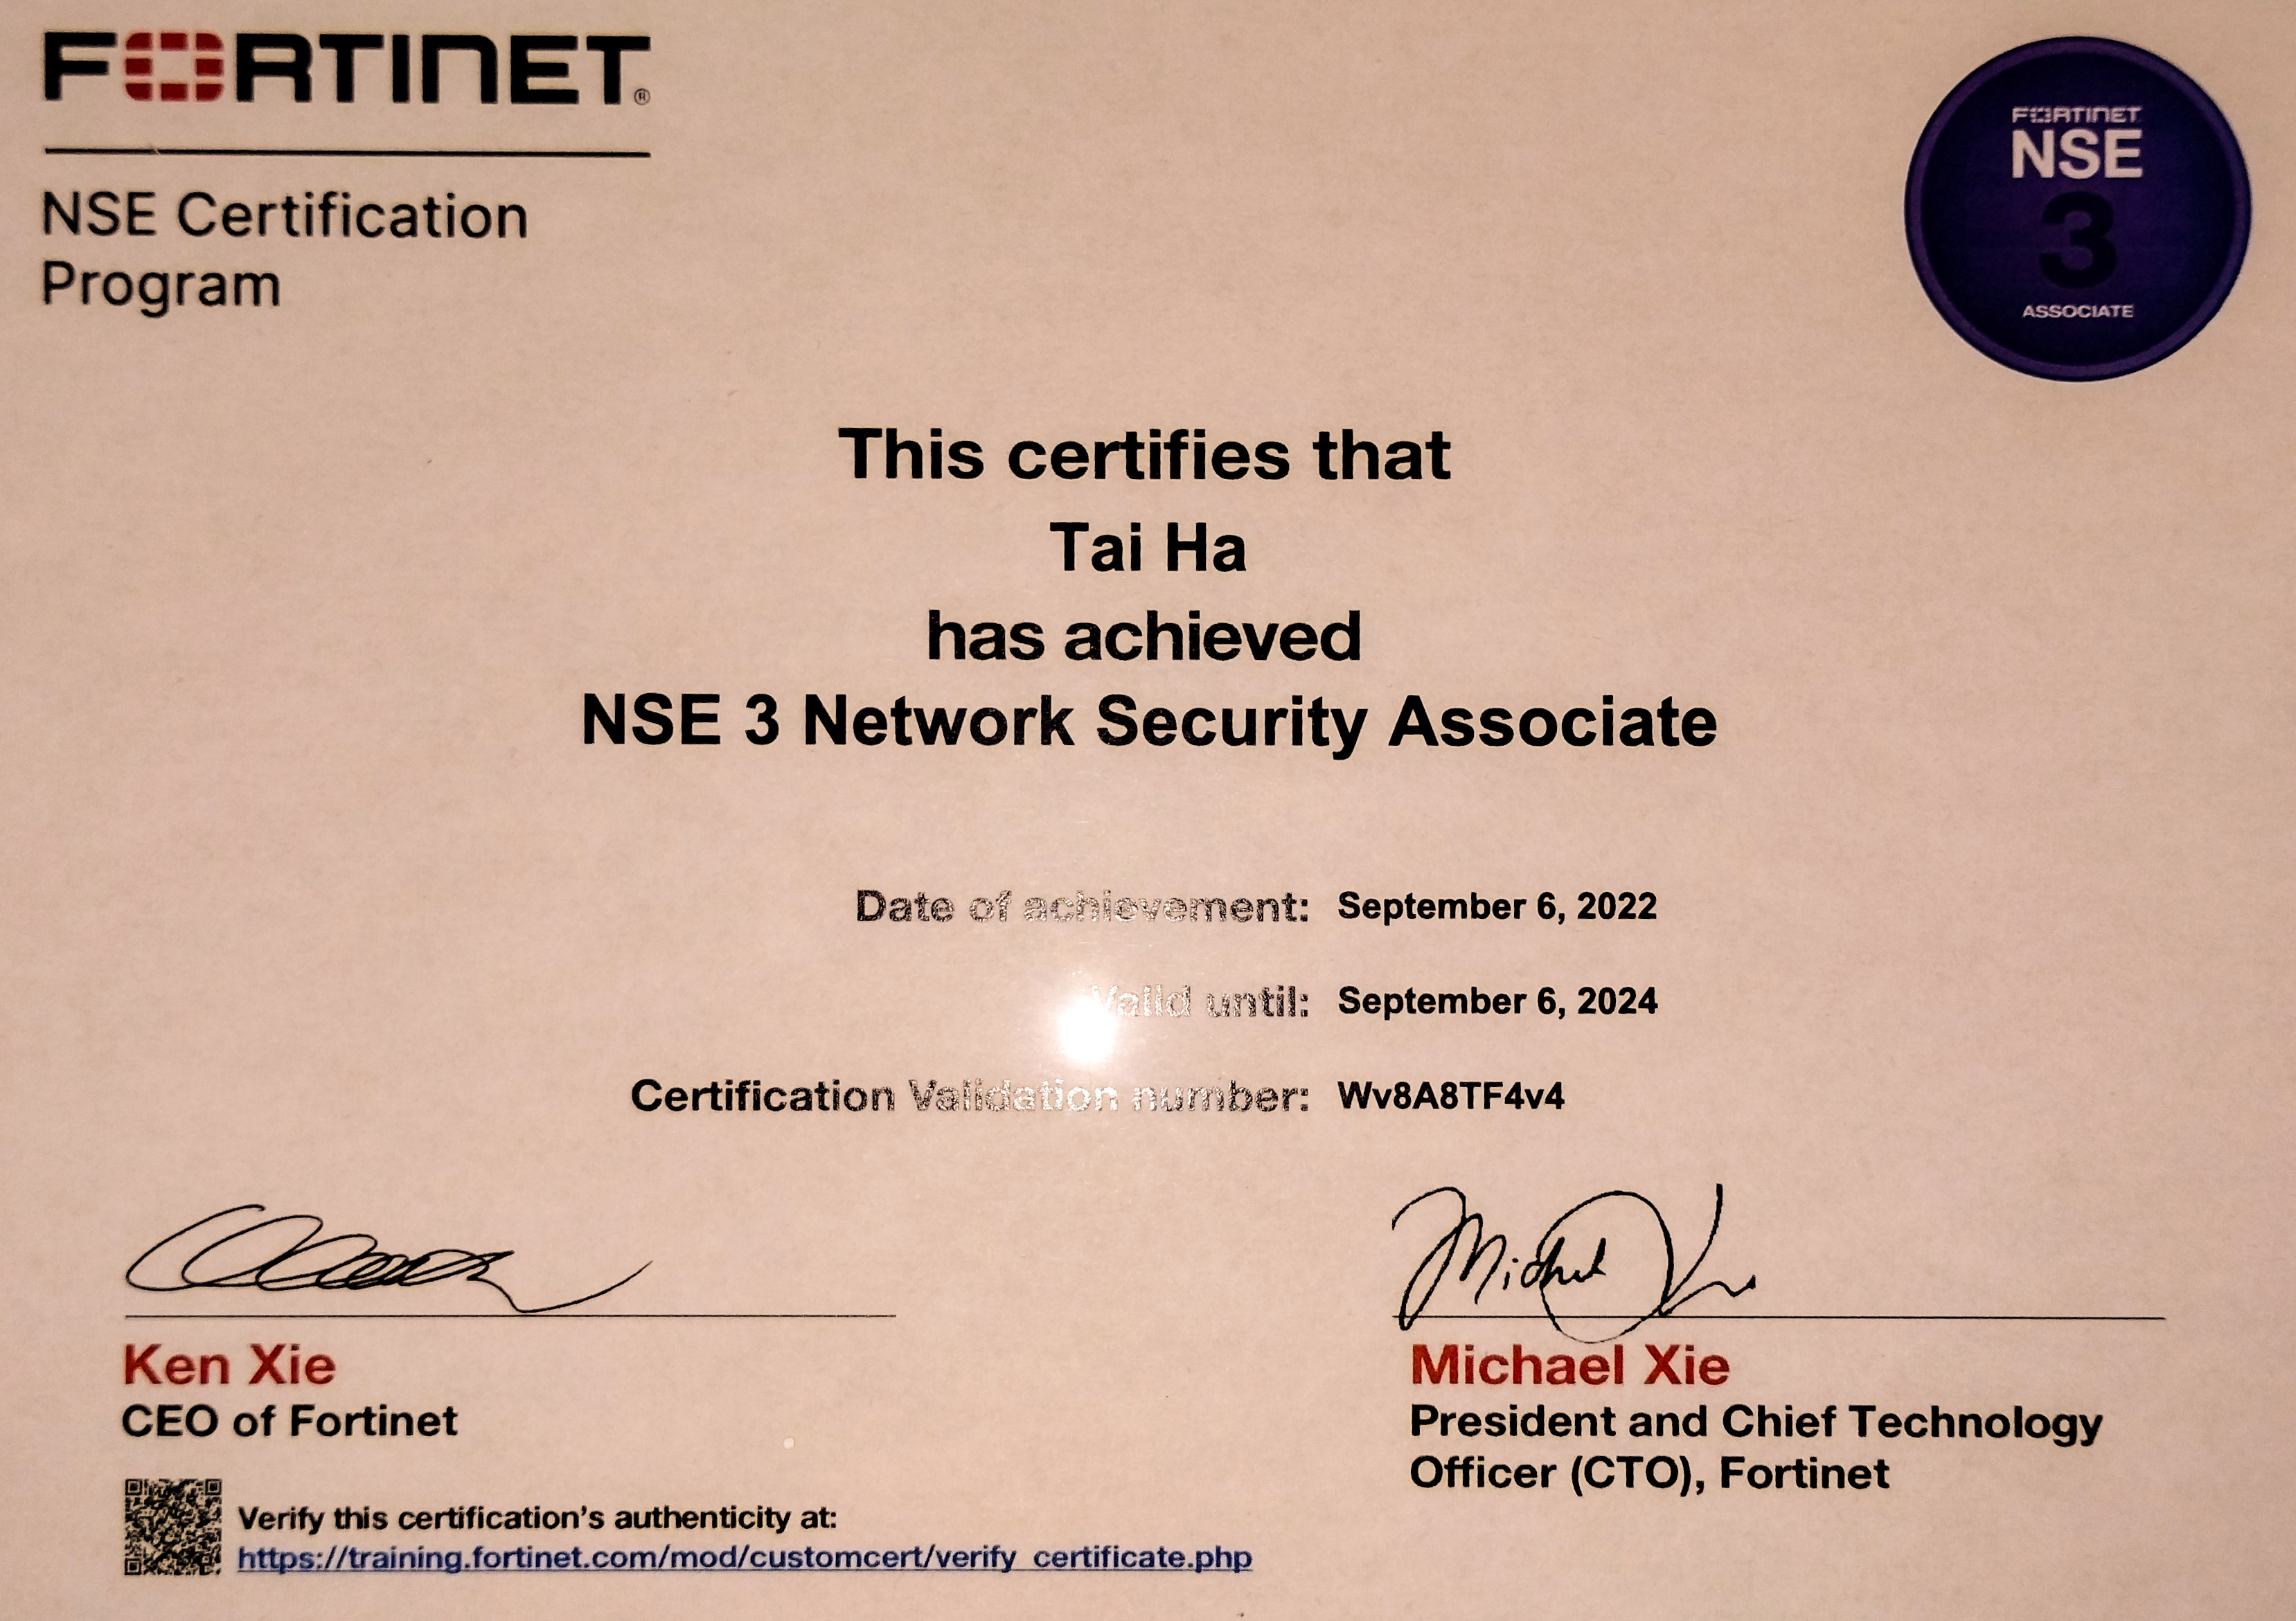 FORTINET®
NSE Certification
Program
FORTINET
NSE
3
ASSOCIATE
This certifies that
Tai Ha
has achieved
NSE 3 Network Security Associate
Date of achievement: September 6, 2022
Valid until: September 6, 2024
Certification Validation number: Wv8A8TF4v4
Michael Xie
Ken Xie
CEO of Fortinet
Michael Xie
President and Chief Technology
Officer (CTO), Fortinet
Verify this certification's authenticity at:
https://training.fortinet.com/mod/customcert/verify_certificate.php